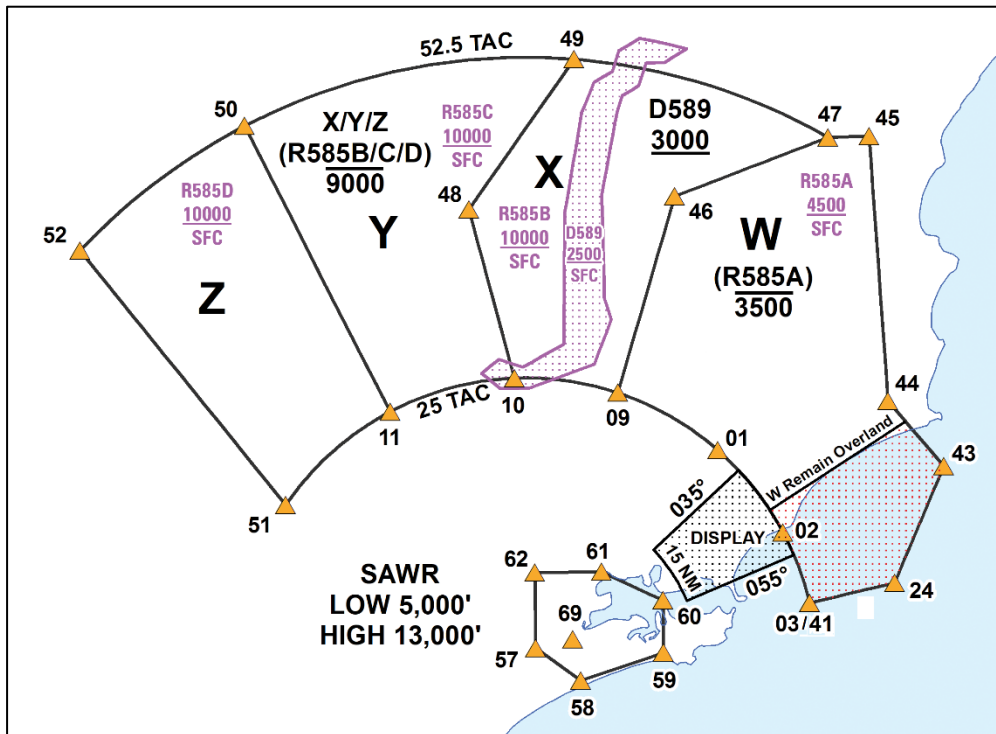 52.5 TAC
49
50
47
45
X/Y/Z
(R585B/C/D)
9000
R585C
10000
SFC
D589
3000
R585D
10000
SFC
X
R585A
4500
SFC
48
46
52
Y
R585B
10000
SFC
D589
2500
SFC
W
(R585A)
3500
Z
25 TAC
10
09
11
44
01
W Remain Overland
43
51
035°
02
DISPLAY
15 NM
055°
62
61
SAWR
LOW 5,000'
HIGH 13,000'
24
03/41
60
69
57
59
58